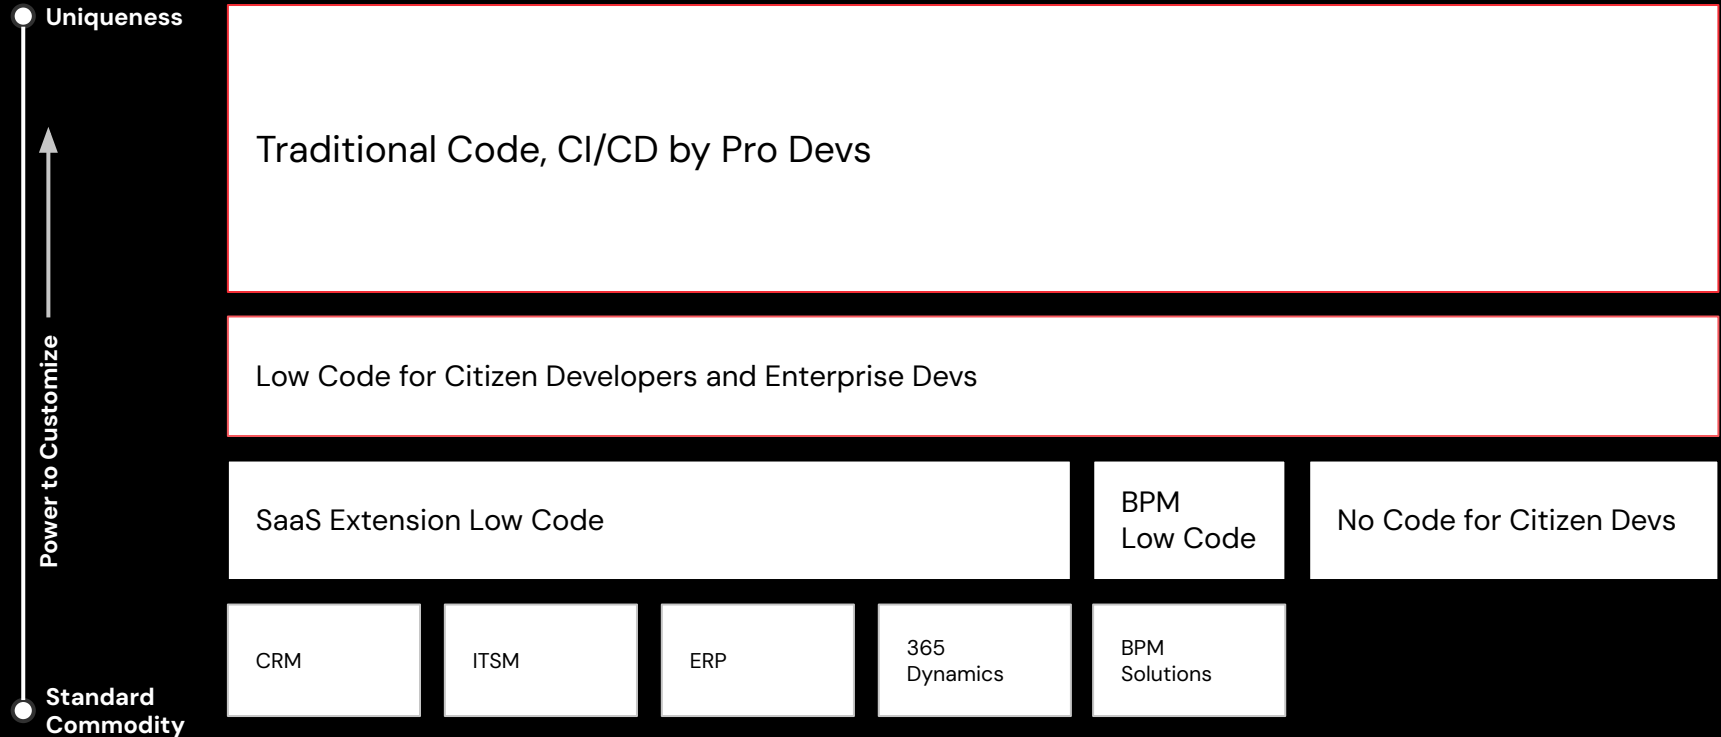 Uniqueness
Traditional Code, CI/CD by Pro Devs
Power to Customize
Low Code for Citizen Developers and Enterprise Devs
SaaS Extension Low Code
BPM
Low Code
No Code for Citizen Devs
CRM
ITSM
ERP
365
Dynamics
BPM
Solutions
Standard
Commodity